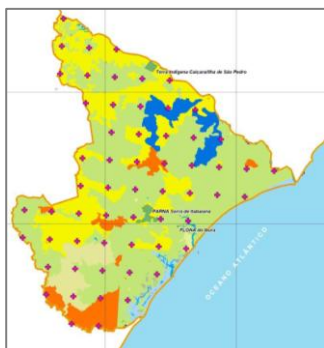 Terra Indígena Caiçara/Ilha de São Pedro
PARNA Serra de Itabaiana
FLONA do Ibura
OCEANO ATLÂNTICO